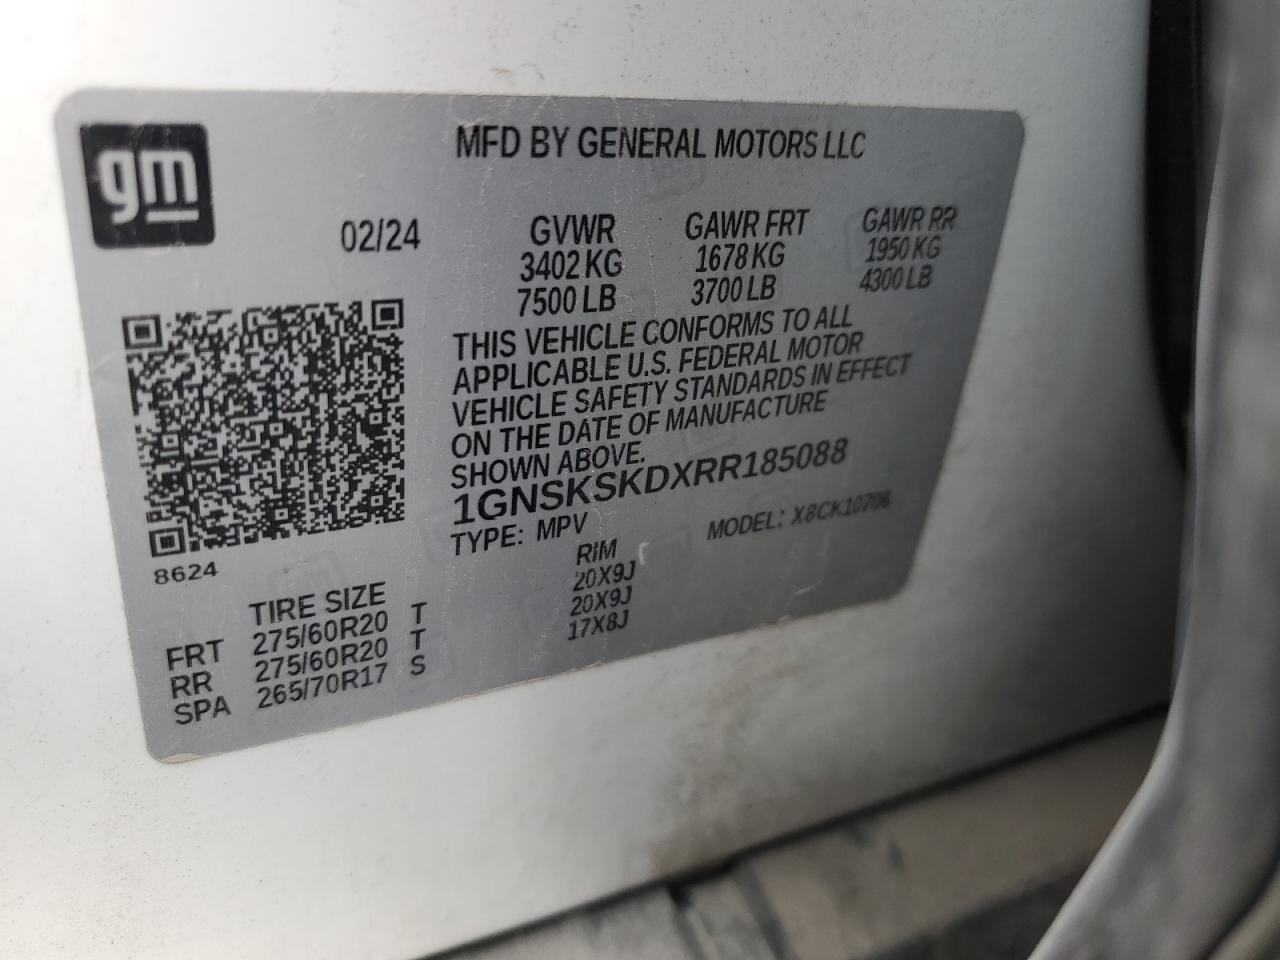 gm
MFD BY GENERAL MOTORS LLC
02/24
GVWR GAWR FRT GAWR RR
3402 KG 1678 KG 1950 KG
7500 LB 3700 LB 4300 LB
THIS VEHICLE CONFORMS TO ALL
APPLICABLE U.S. FEDERAL MOTOR
VEHICLE SAFETY STANDARDS IN EFFECT
ON THE DATE OF MANUFACTURE
SHOWN ABOVE.
1GNSKSKDXRR185088
TYPE: MPV MODEL: X8CK10706
8624
TIRE SIZE RIM
FRT 275/60R20 T 20X9J
RR 275/60R20 T 20X9J
SPA 265/70R17 S 17X8J